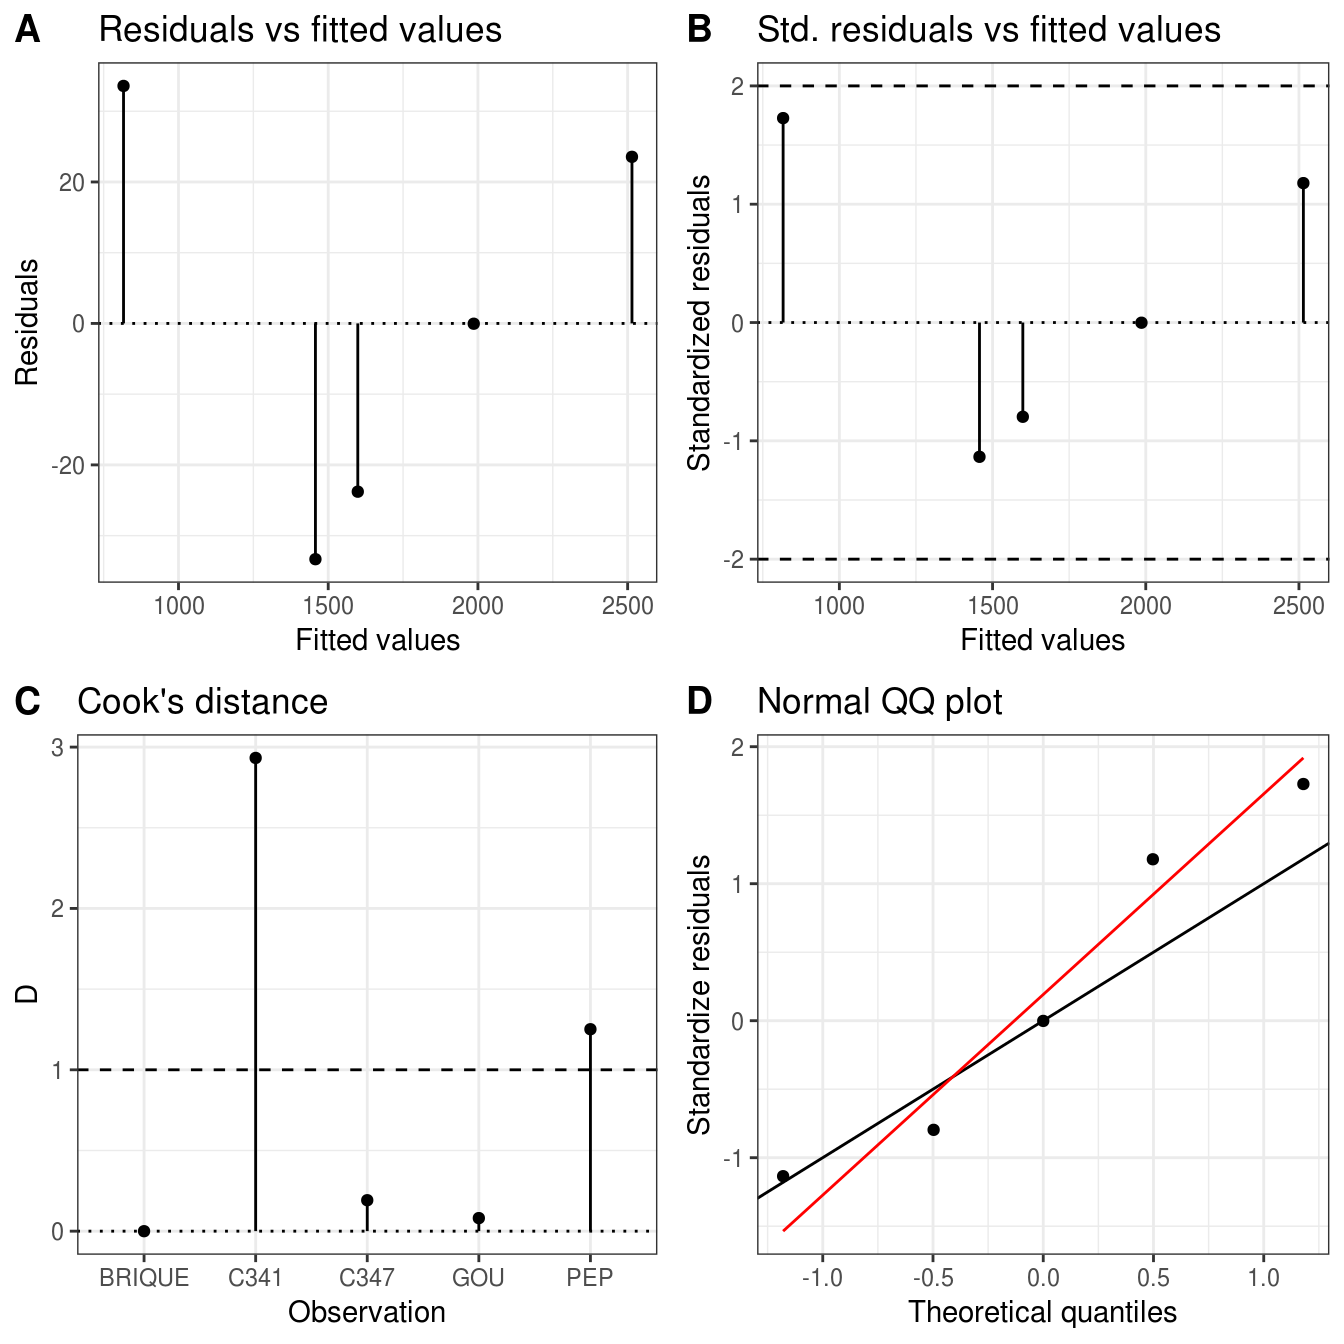 A Residuals vs fitted values
20
0
-20
Residuals
1000 1500 2000 2500
Fitted values
B Std. residuals vs fitted values
2
1
0
-1
-2
Standardized residuals
1000 1500 2000 2500
Fitted values
C Cook's distance
3
2
1
0
D
BRIQUE C341 C347 GOU PEP
Observation
D Normal QQ plot
2
1
0
-1
Standardize residuals
-1.0 -0.5 0.0 0.5 1.0
Theoretical quantiles